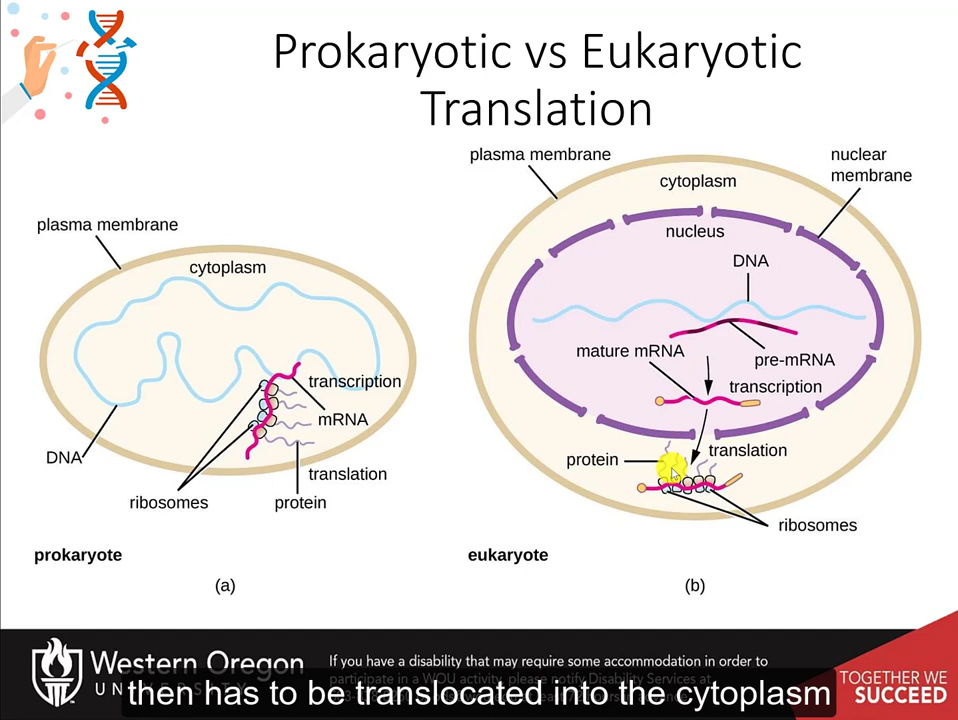 Prokaryotic vs Eukaryotic
Translation
plasma membrane
cytoplasm
transcription
mRNA
DNA
translation
ribosomes
protein
prokaryote
(a)
plasma membrane
nuclear
membrane
cytoplasm
nucleus
DNA
mature mRNA
pre-mRNA
transcription
translation
protein
ribosomes
eukaryote
(b)
Western Oregon
UNIVERSITY
If you have a disability that may require some accommodation in order to
participate in a WOU activity, please notify Disability Services at
then has to be translocated into the cytoplasm
TOGETHER WE
SUCCEED